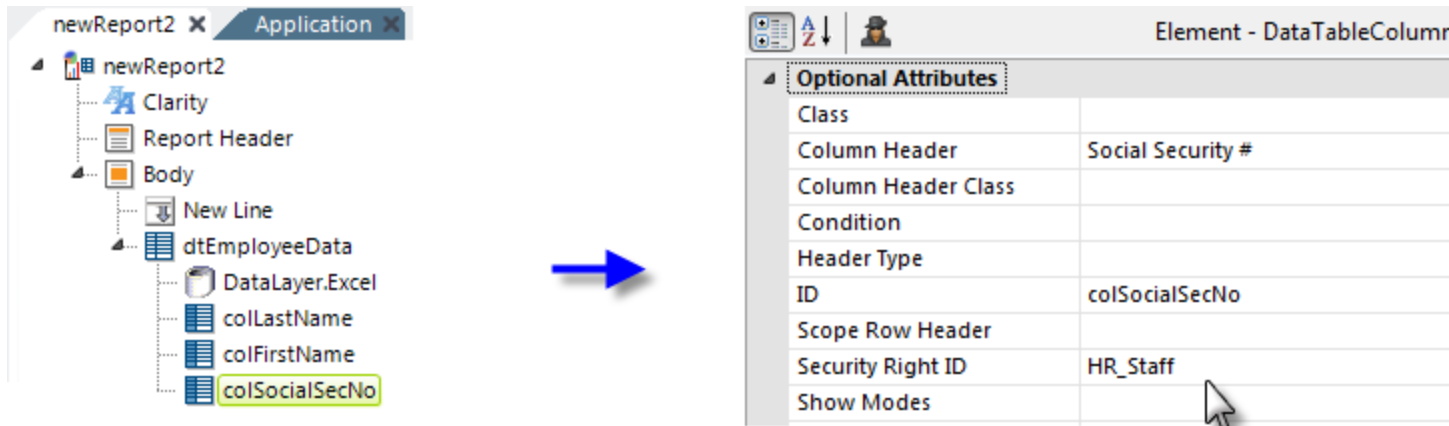 newReport2
Application
newReport2
Clarity
Report Header
Body
New Line
dtEmployeeData
DataLayer.Excel
colLastName
colFirstName
colSocialSecNo
Element - DataTableColumn
Optional Attributes
Class
Column Header Social Security #
Column Header Class
Condition
Header Type
ID colSocialSecNo
Scope Row Header
Security Right ID HR_Staff
Show Modes